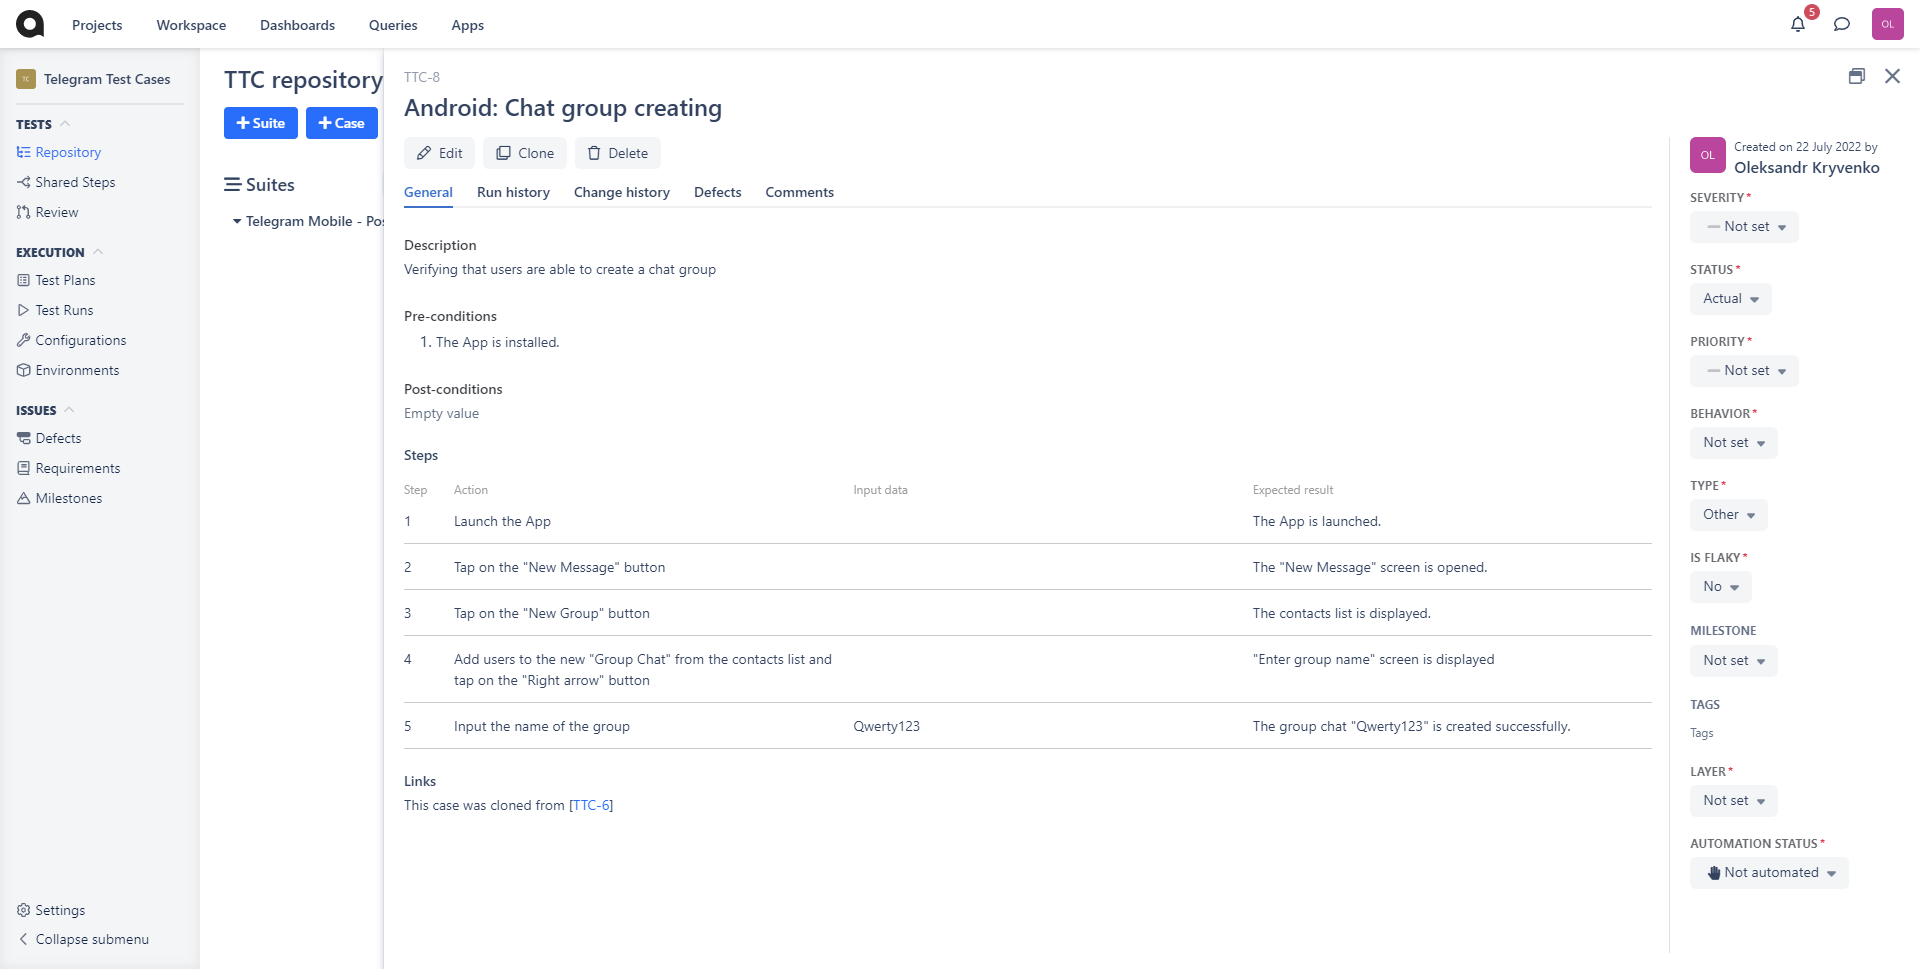 Projects
Workspace
Dashboards
Queries
Apps
5
OL
TC
Telegram Test Cases
TESTS
Repository
Shared Steps
Review
EXECUTION
Test Plans
Test Runs
Configurations
Environments
ISSUES
Defects
Requirements
Milestones
Settings
Collapse submenu
TTC repository
+ Suite
+ Case
Suites
Telegram Mobile - Pos
TTC-8
Android: Chat group creating
Edit
Clone
Delete
General
Run history
Change history
Defects
Comments
Description
Verifying that users are able to create a chat group
Pre-conditions
1. The App is installed.
Post-conditions
Empty value
Steps
Step Action Input data Expected result
1 Launch the App The App is launched.
2 Tap on the "New Message" button The "New Message" screen is opened.
3 Tap on the "New Group" button The contacts list is displayed.
4 Add users to the new "Group Chat" from the contacts list and "Enter group name" screen is displayed
tap on the "Right arrow" button
5 Input the name of the group Qwerty123 The group chat "Qwerty123" is created successfully.
Links
This case was cloned from [TTC-6]
OL
Created on 22 July 2022 by
Oleksandr Kryvenko
SEVERITY*
Not set
STATUS*
Actual
PRIORITY*
Not set
BEHAVIOR*
Not set
TYPE*
Other
IS FLAKY*
No
MILESTONE
Not set
TAGS
Tags
LAYER*
Not set
AUTOMATION STATUS*
Not automated